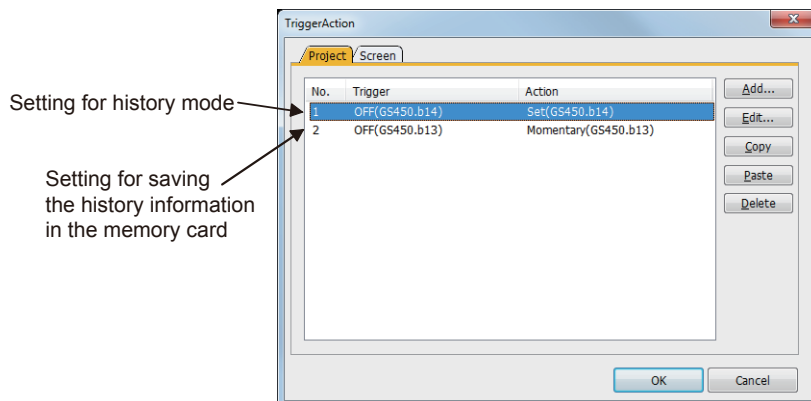 TriggerAction
Project
Screen
No. Trigger Action
1 OFF(GS450.b14) Set(GS450.b14)
2 OFF(GS450.b13) Momentary(GS450.b13)
Add...
Edit...
Copy
Paste
Delete
OK
Cancel
Setting for history mode
Setting for saving
the history information
in the memory card